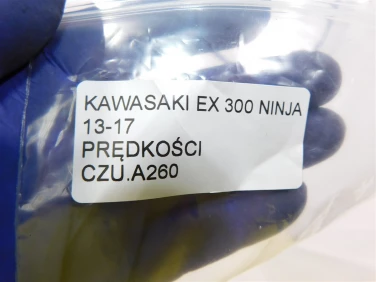 KAWASAKI EX 300 NINJA
13-17
PRĘDKOŚCI
CZU.A260